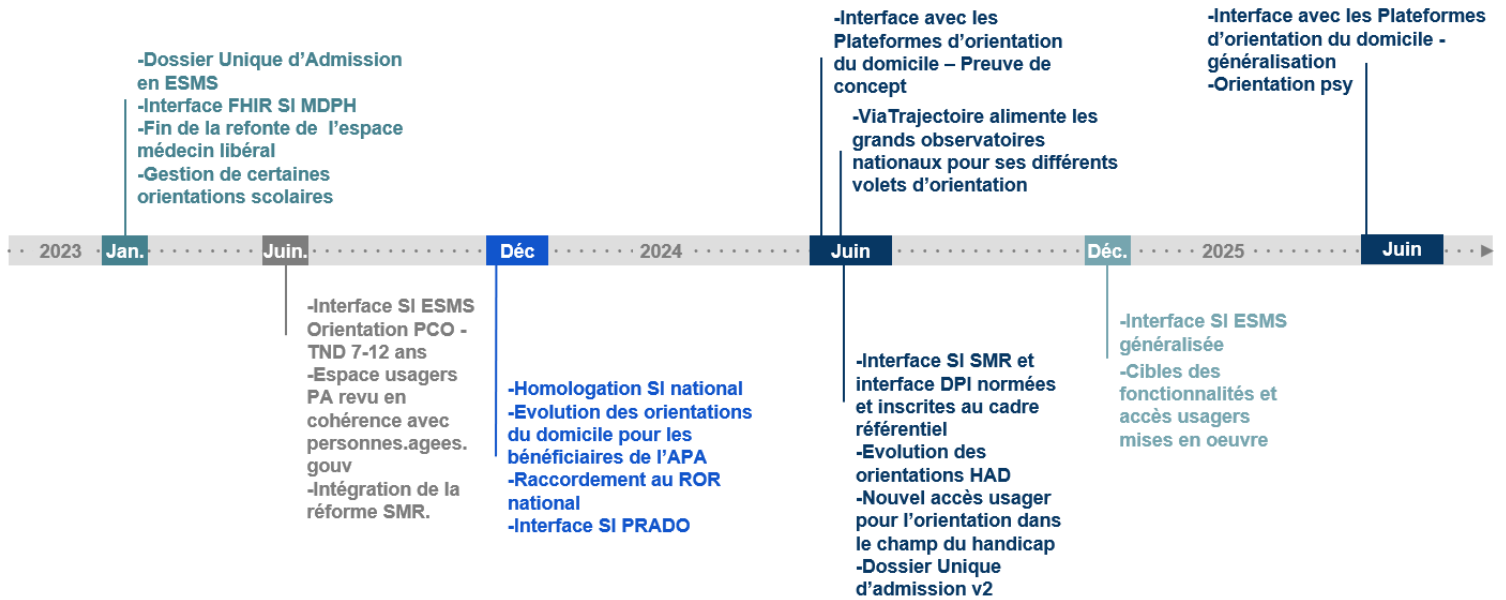 -Dossier Unique d'Admission
en ESMS
-Interface FHIR SI MDPH
-Fin de la refonte de l'espace
médecin libéral
-Gestion de certaines
orientations scolaires
-Interface avec les
Plateformes d'orientation
du domicile – Preuve de
concept
-ViaTrajectoire alimente les
grands observatoires
nationaux pour ses différents
volets d'orientation
-Interface avec les Plateformes
d'orientation du domicile -
généralisation
-Orientation psy
2023
Jan.
Juin.
Déc
2024
Juin
Déc.
2025
Juin
-Interface SI ESMS
Orientation PCO -
TND 7-12 ans
-Espace usagers
PA revu en
cohérence avec
personnes.agees.
gouv
-Intégration de la
réforme SMR.
-Homologation SI national
-Evolution des orientations
du domicile pour les
bénéficiaires de l'APA
-Raccordement au ROR
national
-Interface SI PRADO
-Interface SI SMR et
interface DPI normées
et inscrites au cadre
référentiel
-Evolution des
orientations HAD
-Nouvel accès usager
pour l'orientation dans
le champ du handicap
-Dossier Unique
d'admission v2
-Interface SI ESMS
généralisée
-Cibles des
fonctionnalités et
accès usagers
mises en oeuvre